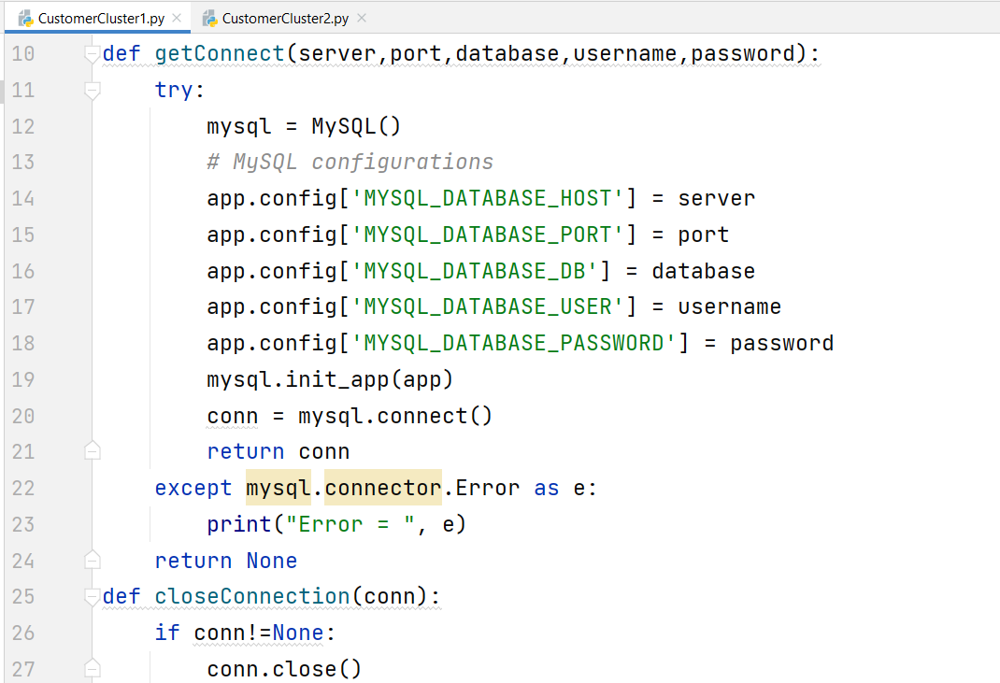 CustomerCluster1.py CustomerCluster2.py
10 def getConnect(server,port,database,username,password):
11     try:
12         mysql = MySQL()
13         # MySQL configurations
14         app.config['MYSQL_DATABASE_HOST'] = server
15         app.config['MYSQL_DATABASE_PORT'] = port
16         app.config['MYSQL_DATABASE_DB'] = database
17         app.config['MYSQL_DATABASE_USER'] = username
18         app.config['MYSQL_DATABASE_PASSWORD'] = password
19         mysql.init_app(app)
20         conn = mysql.connect()
21         return conn
22     except mysql.connector.Error as e:
23         print("Error = ", e)
24     return None
25 def closeConnection(conn):
26     if conn!=None:
27         conn.close()